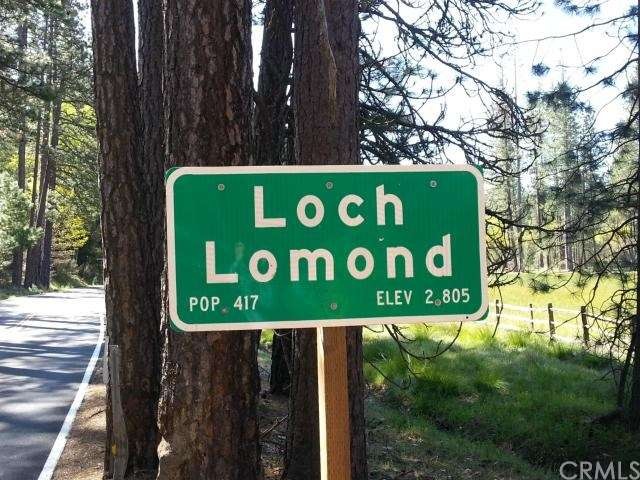 Loch
Lomond
POP 417 ELEV 2,805
CRMLS